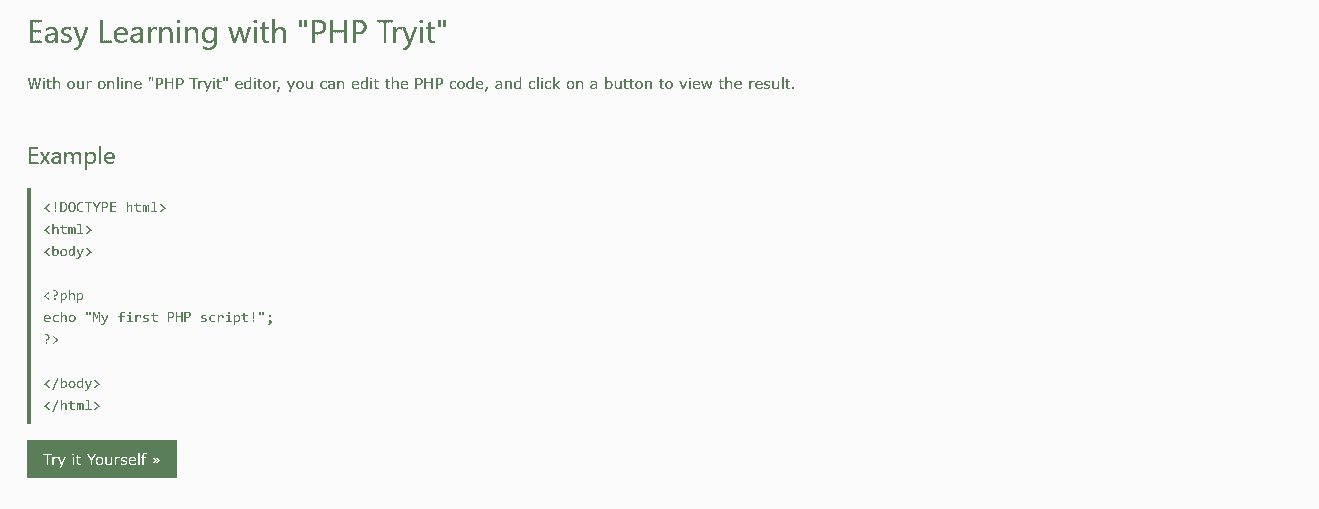 Easy Learning with "PHP Tryit"
With our online "PHP Tryit" editor, you can edit the PHP code, and click on a button to view the result.
Example
<!DOCTYPE html>
<html>
<body>
<?php
echo "My first PHP script!";
?>
</body>
</html>
Try it Yourself »